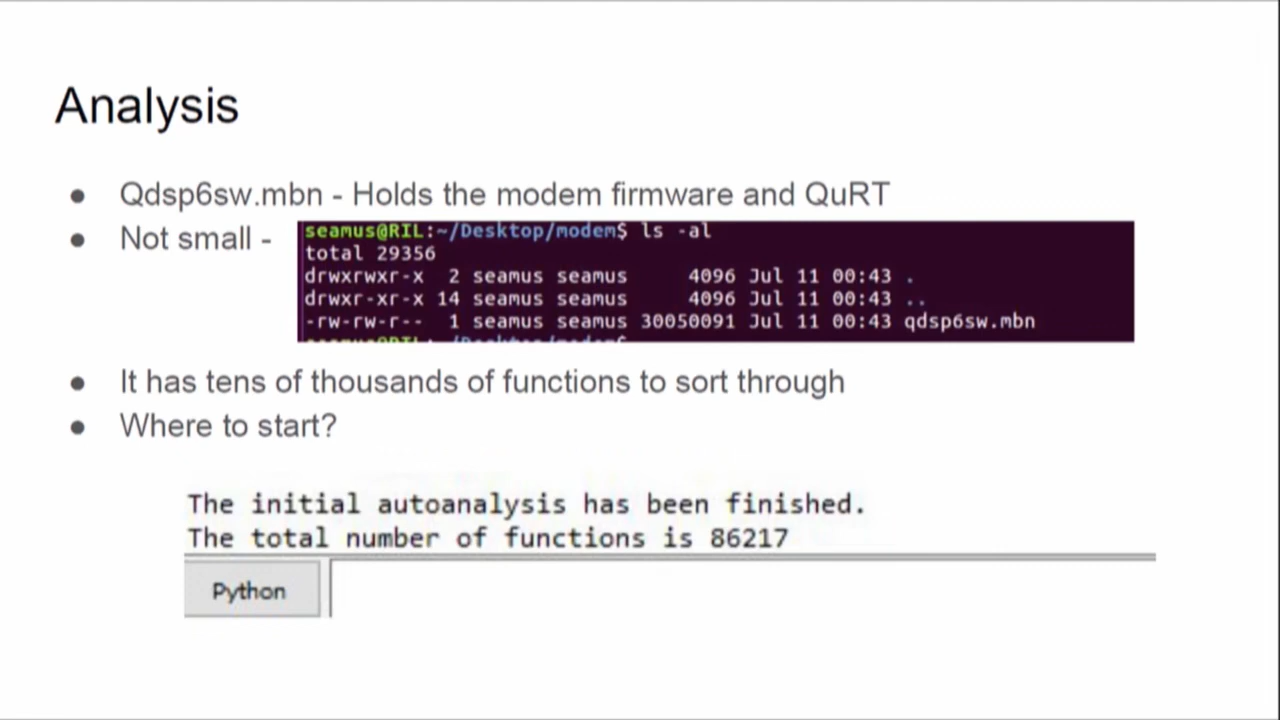 Analysis
● Qdsp6sw.mbn - Holds the modem firmware and QuRT
● Not small -
seamus@RIL:~/Desktop/modem$ ls -al
total 29356
drwxrwxr-x 2 seamus seamus 4096 Jul 11 00:43 .
drwxr-xr-x 14 seamus seamus 4096 Jul 11 00:43 ..
-rw-rw-r-- 1 seamus seamus 30050091 Jul 11 00:43 qdsp6sw.mbn
● It has tens of thousands of functions to sort through
● Where to start?
The initial autoanalysis has been finished.
The total number of functions is 86217
Python